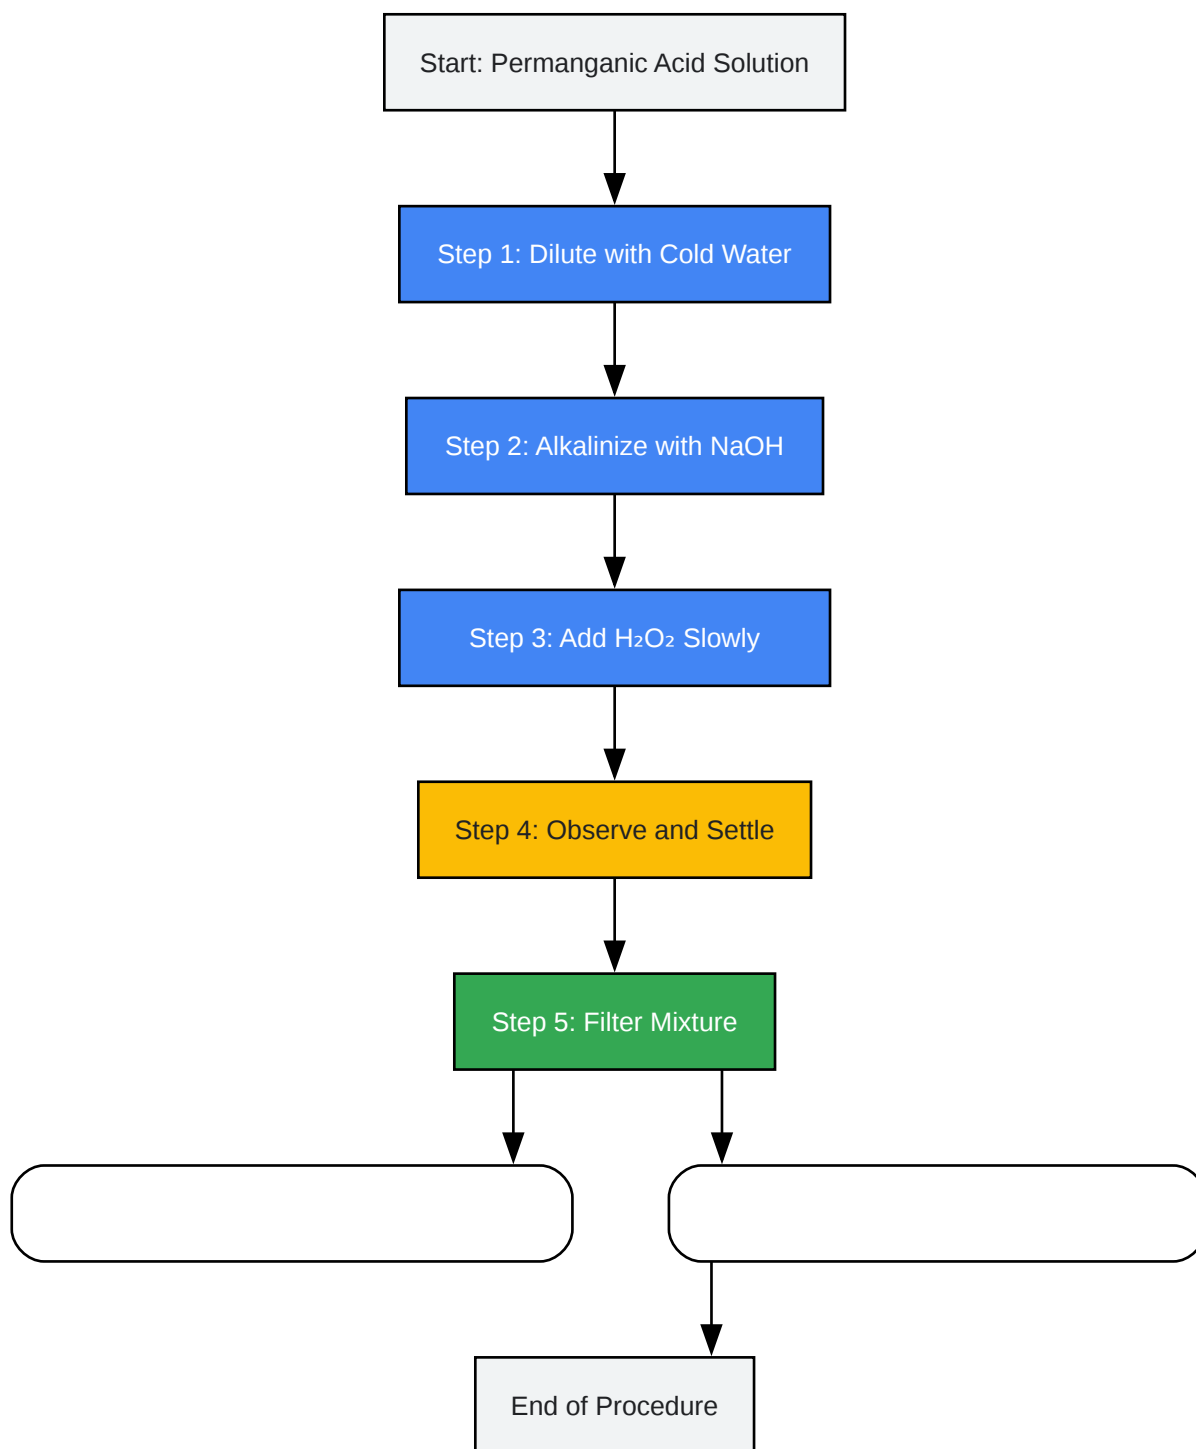 Start: Permanganic Acid Solution
Step 1: Dilute with Cold Water
Step 2: Alkalinize with NaOH
Step 3: Add H₂O₂ Slowly
Step 4: Observe and Settle
Step 5: Filter Mixture
End of Procedure